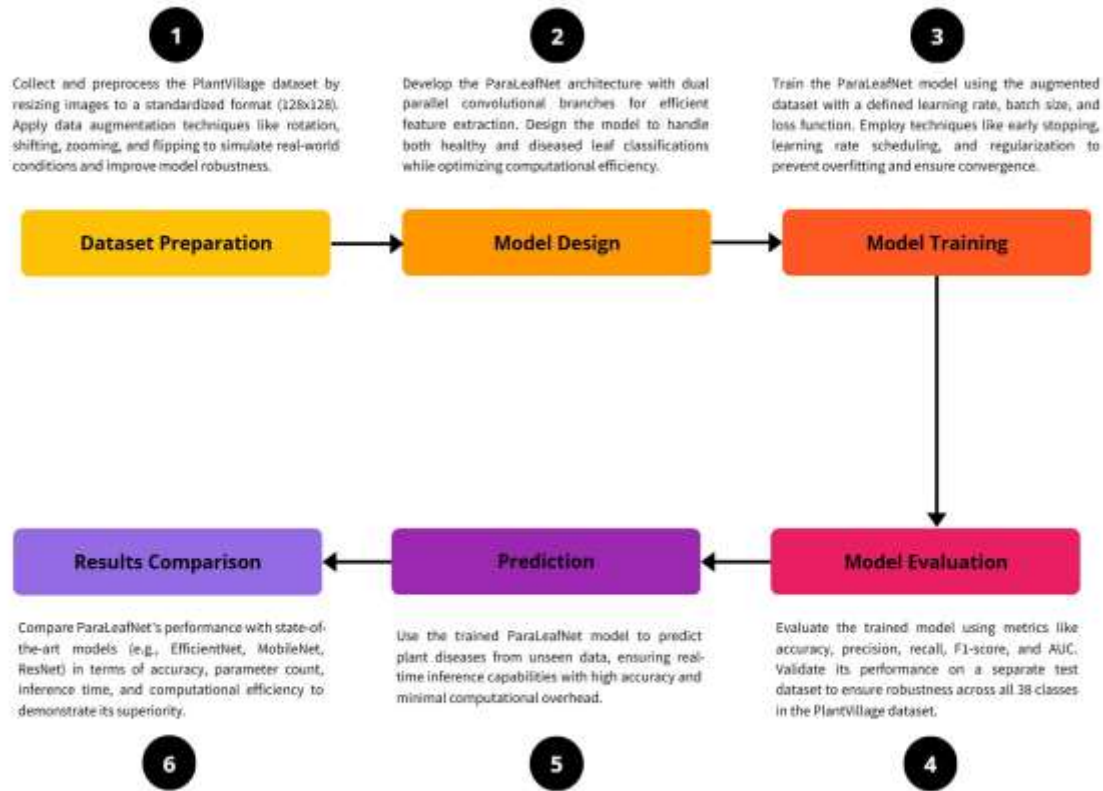 1
Collect and preprocess the PlantVillage dataset by
resizing images to a standardized format (128x128).
Apply data augmentation techniques like rotation,
shifting, zooming, and flipping to simulate real-world
conditions and improve model robustness.
Dataset Preparation
2
Develop the ParaLeafNet architecture with dual
parallel convolutional branches for efficient
feature extraction. Design the model to handle
both healthy and diseased leaf classifications
while optimizing computational efficiency.
Model Design
3
Train the ParaLeafNet model using the augmented
dataset with a defined learning rate, batch size, and
loss function. Employ techniques like early stopping,
learning rate scheduling, and regularization to
prevent overfitting and ensure convergence.
Model Training
Model Evaluation
Evaluate the trained model using metrics like
accuracy, precision, recall, F1-score, and AUC.
Validate its performance on a separate test
dataset to ensure robustness across all 38 classes
in the PlantVillage dataset.
4
Prediction
Use the trained ParaLeafNet model to predict
plant diseases from unseen data, ensuring real-
time inference capabilities with high accuracy and
minimal computational overhead.
5
Results Comparison
Compare ParaLeafNet's performance with state-of-
the-art models (e.g., EfficientNet, MobileNet,
ResNet) in terms of accuracy, parameter count,
inference time, and computational efficiency to
demonstrate its superiority.
6